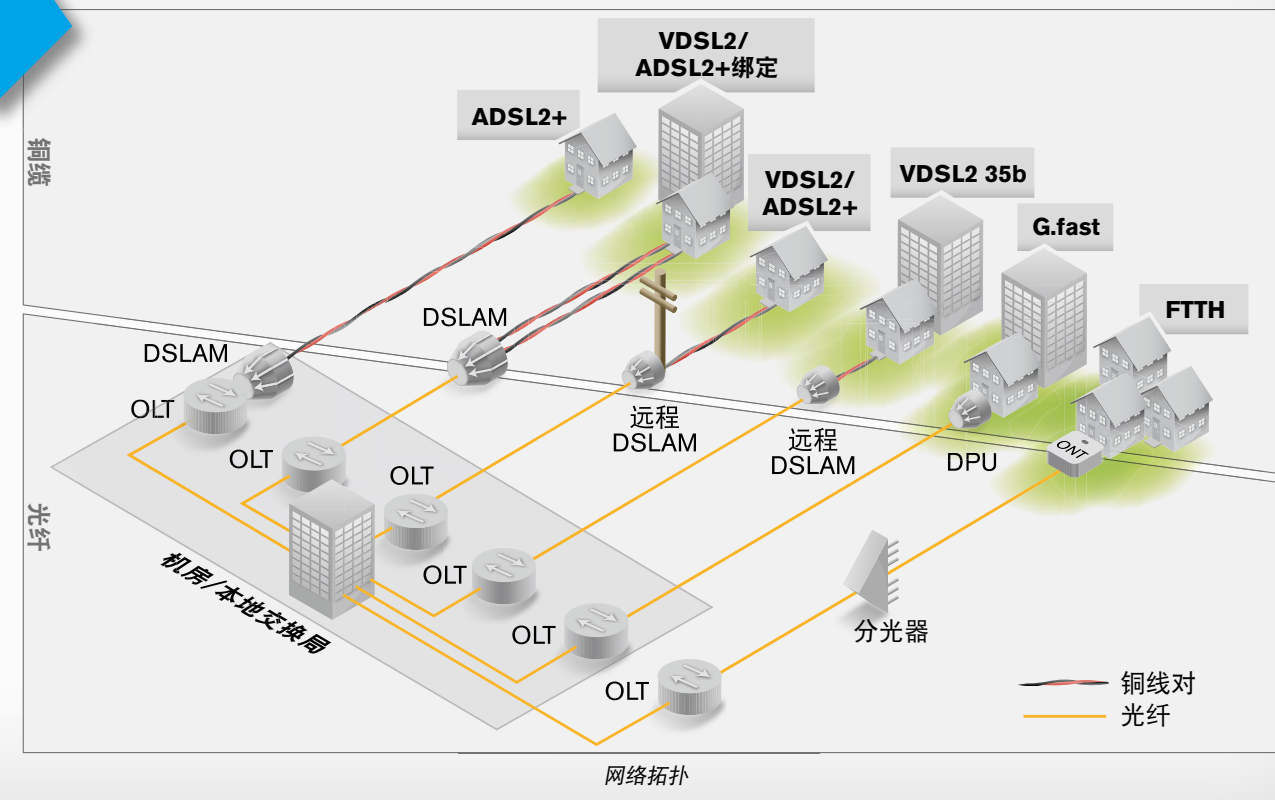 VDSL2/
ADSL2+绑定
ADSL2+
VDSL2/
ADSL2+
VDSL2 35b
G.fast
FTTH
铜缆
DSLAM
DSLAM
OLT
远程
DSLAM
远程
DSLAM
DPU
ONT
OLT
OLT
光纤
机房/本地交换局
OLT
OLT
分光器
OLT
铜线对
光纤
网络拓扑